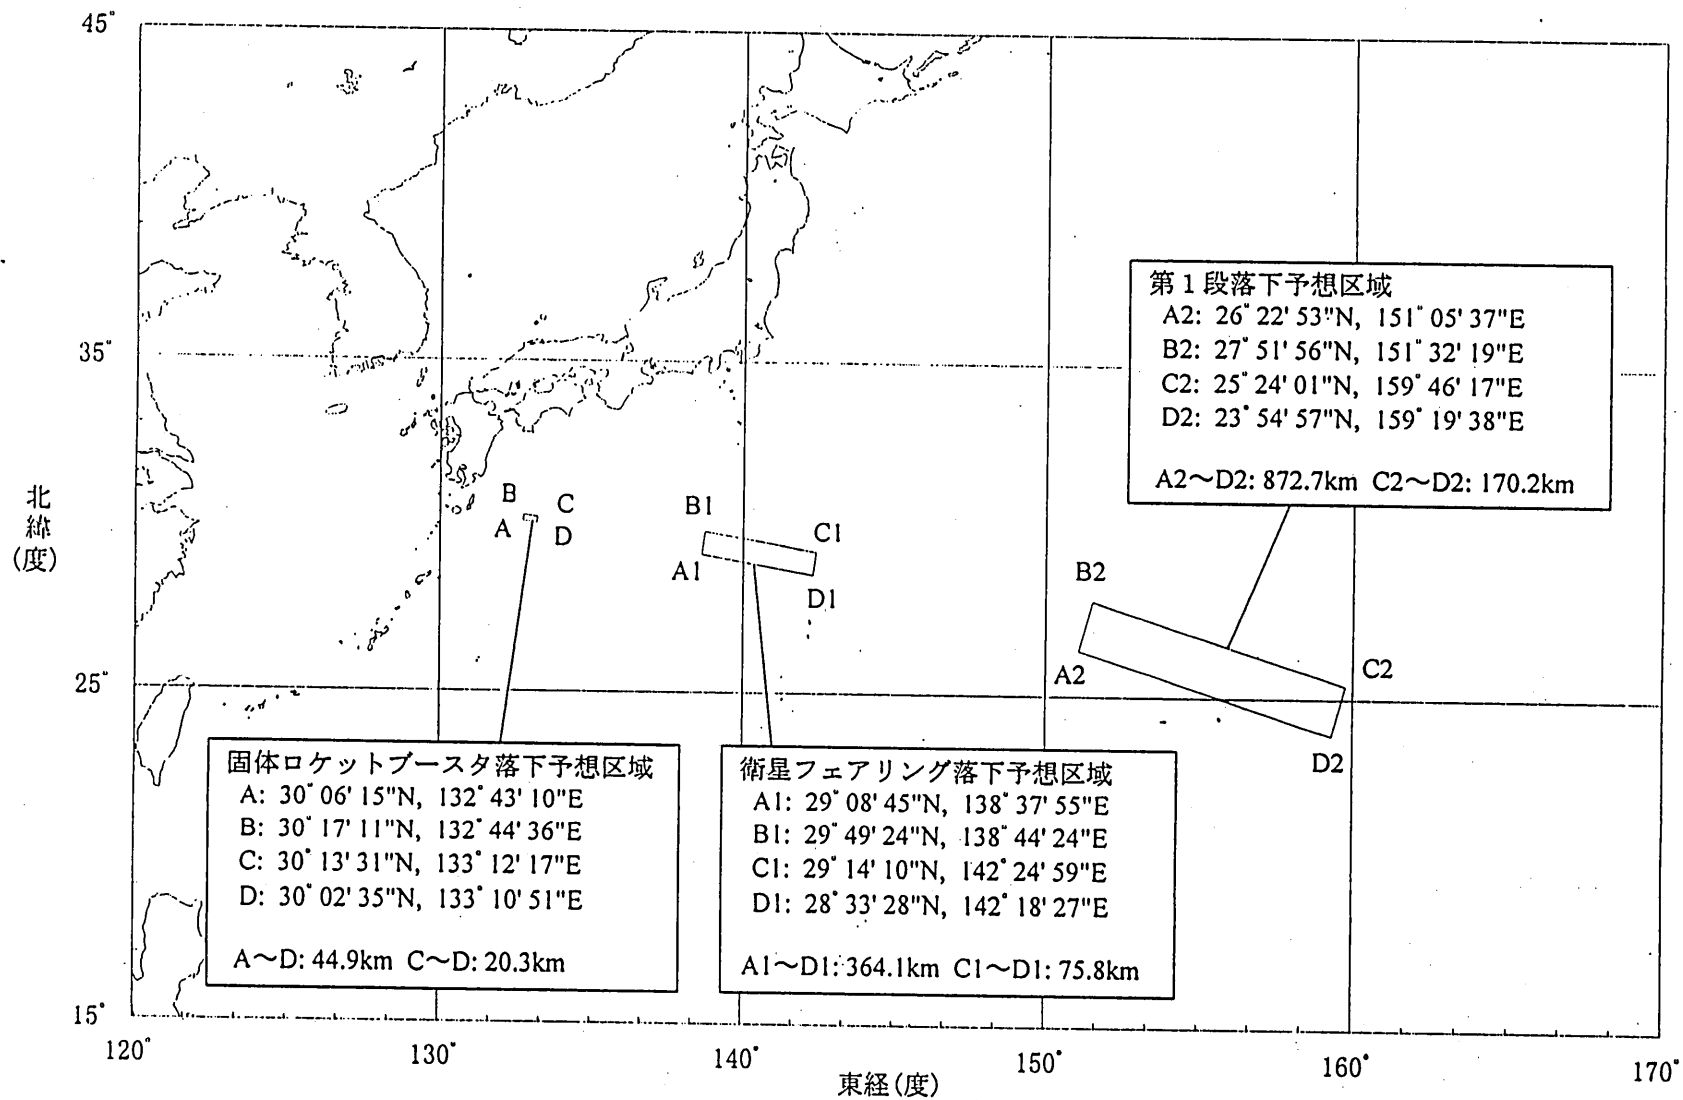 45°
35°
25°
15°
北緯(度)
120°
130°
140°
150°
160°
170°
東経(度)
B
C
A
D
B1
C1
A1
D1
B2
A2
C2
D2
第1段落下予想区域
A2: 26°22'53"N, 151°05'37"E
B2: 27°51'56"N, 151°32'19"E
C2: 25°24'01"N, 159°46'17"E
D2: 23°54'57"N, 159°19'38"E
A2～D2: 872.7km C2～D2: 170.2km
固体ロケットブースタ落下予想区域
A: 30°06'15"N, 132°43'10"E
B: 30°17'11"N, 132°44'36"E
C: 30°13'31"N, 133°12'17"E
D: 30°02'35"N, 133°10'51"E
A～D: 44.9km C～D: 20.3km
衛星フェアリング落下予想区域
A1: 29°08'45"N, 138°37'55"E
B1: 29°49'24"N, 138°44'24"E
C1: 29°14'10"N, 142°24'59"E
D1: 28°33'28"N, 142°18'27"E
A1～D1: 364.1km C1～D1: 75.8km